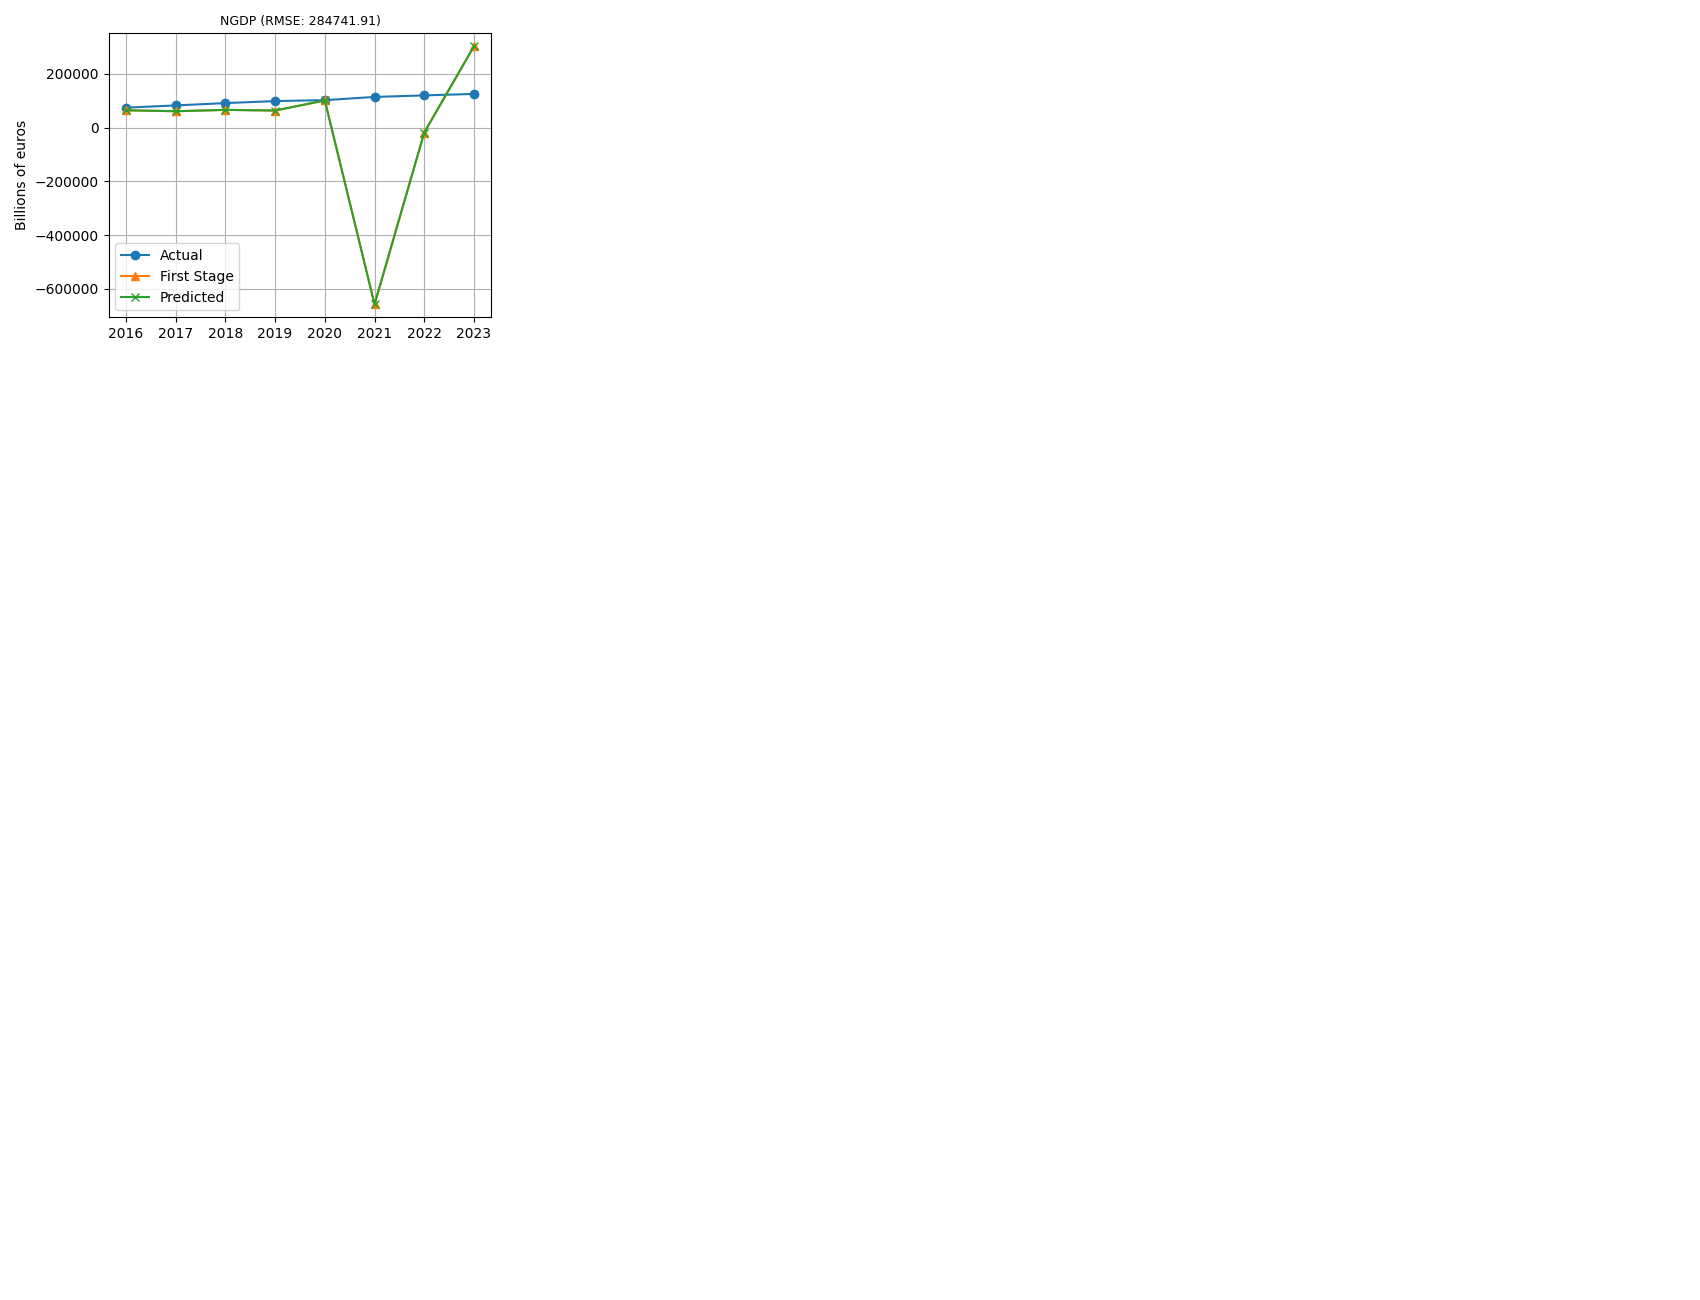 NGDP (RMSE: 284741.91)
Billions of euros
200000
0
−200000
−400000
−600000
Actual
First Stage
Predicted
2016 2017 2018 2019 2020 2021 2022 2023